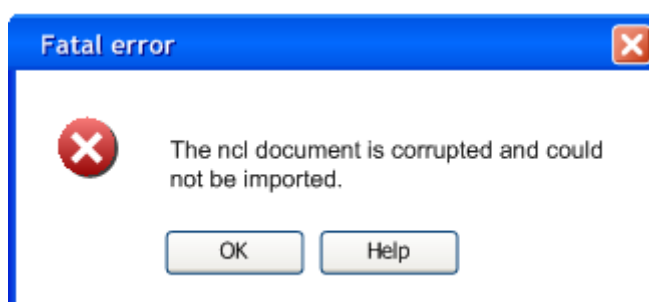 Fatal error
The ncl document is corrupted and could
not be imported.
OK Help